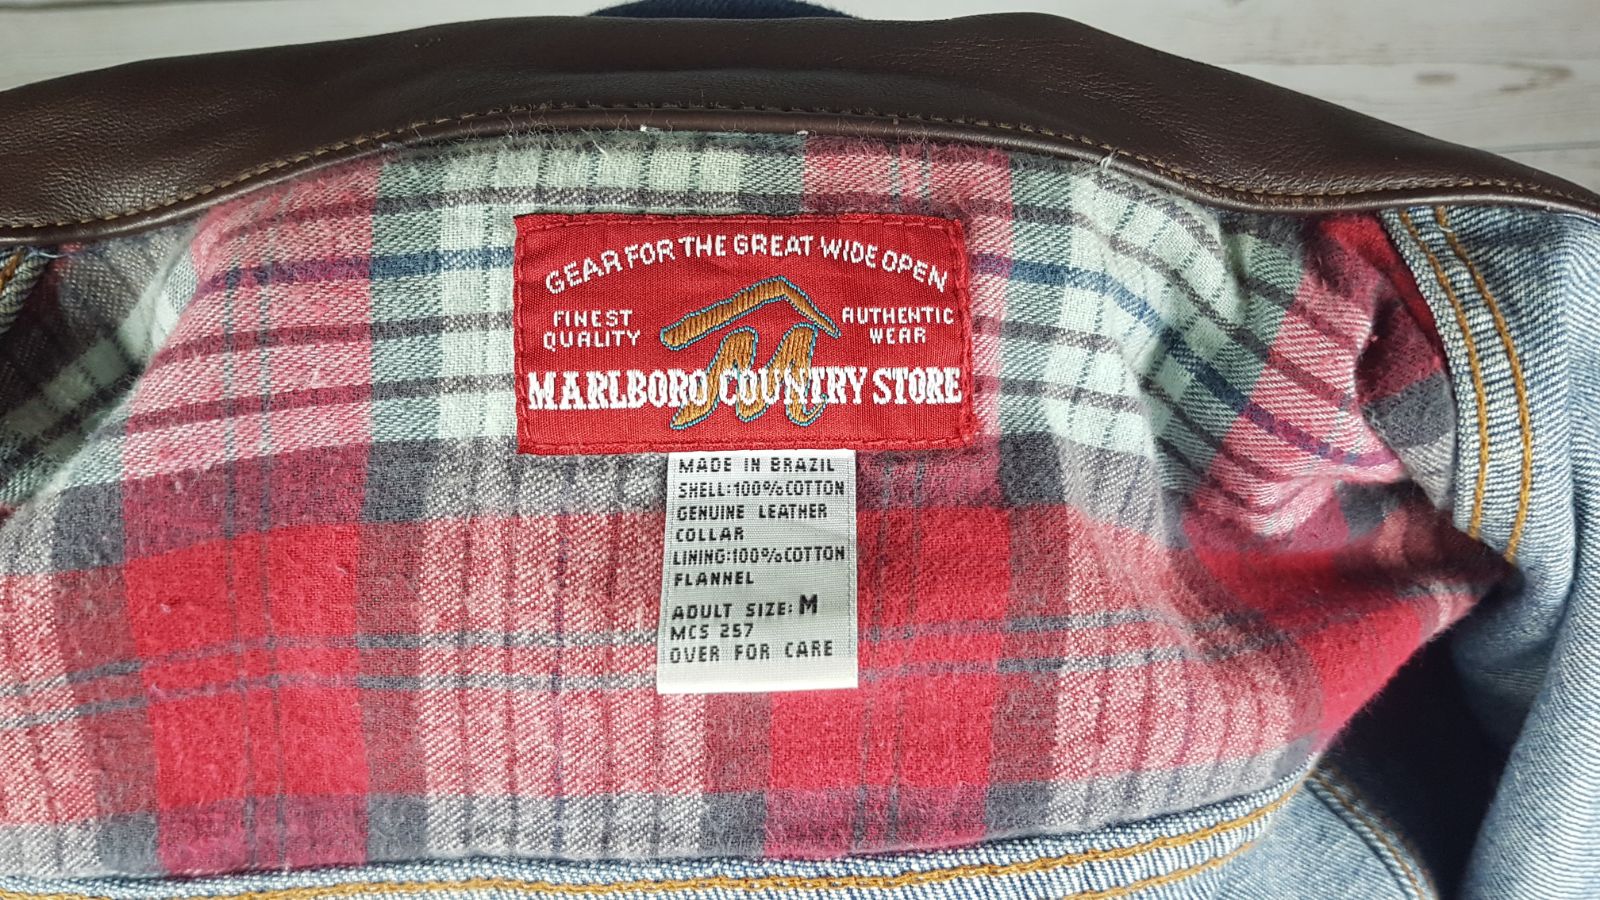 GEAR FOR THE GREAT WIDE OPEN
FINEST
QUALITY
AUTHENTIC
WEAR
MARLBORO COUNTRY STORE
MADE IN BRAZIL
SHELL:100%COTTON
GENUINE LEATHER
COLLAR
LINING:100%COTTON
FLANNEL
ADULT SIZE: M
MCS 257
OVER FOR CARE